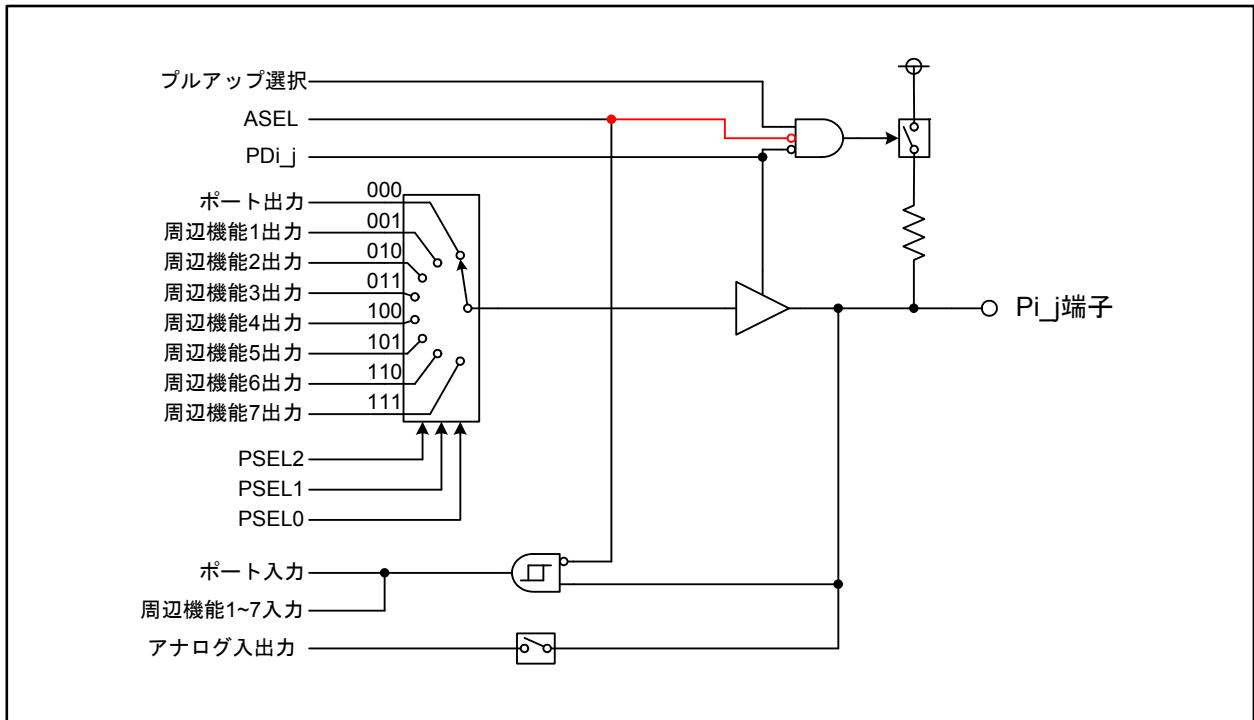 プルアップ選択
ASEL
PDi_j
ポート出力 000
周辺機能1出力 001
周辺機能2出力 010
周辺機能3出力 011
周辺機能4出力 100
周辺機能5出力 101
周辺機能6出力 110
周辺機能7出力 111
Pi_j端子
PSEL2
PSEL1
PSEL0
ポート入力
周辺機能1~7入力
アナログ入出力